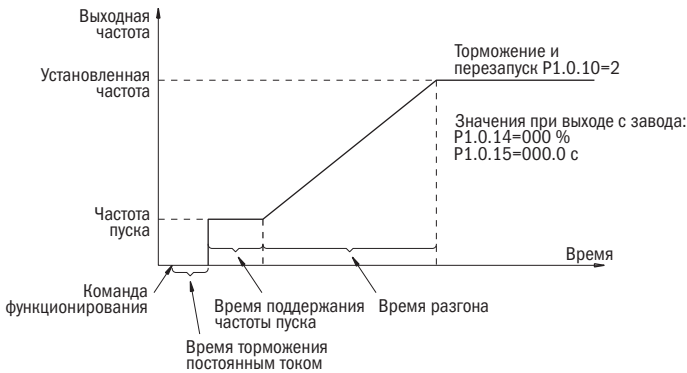 Выходная
частота
Установленная
частота
Торможение и
перезапуск P1.0.10=2
Значения при выходе с завода:
P1.0.14=000 %
P1.0.15=000.0 с
Частота
пуска
Время
Команда
функционирования
Время поддержания
частоты пуска
Время разгона
Время торможения
постоянным током